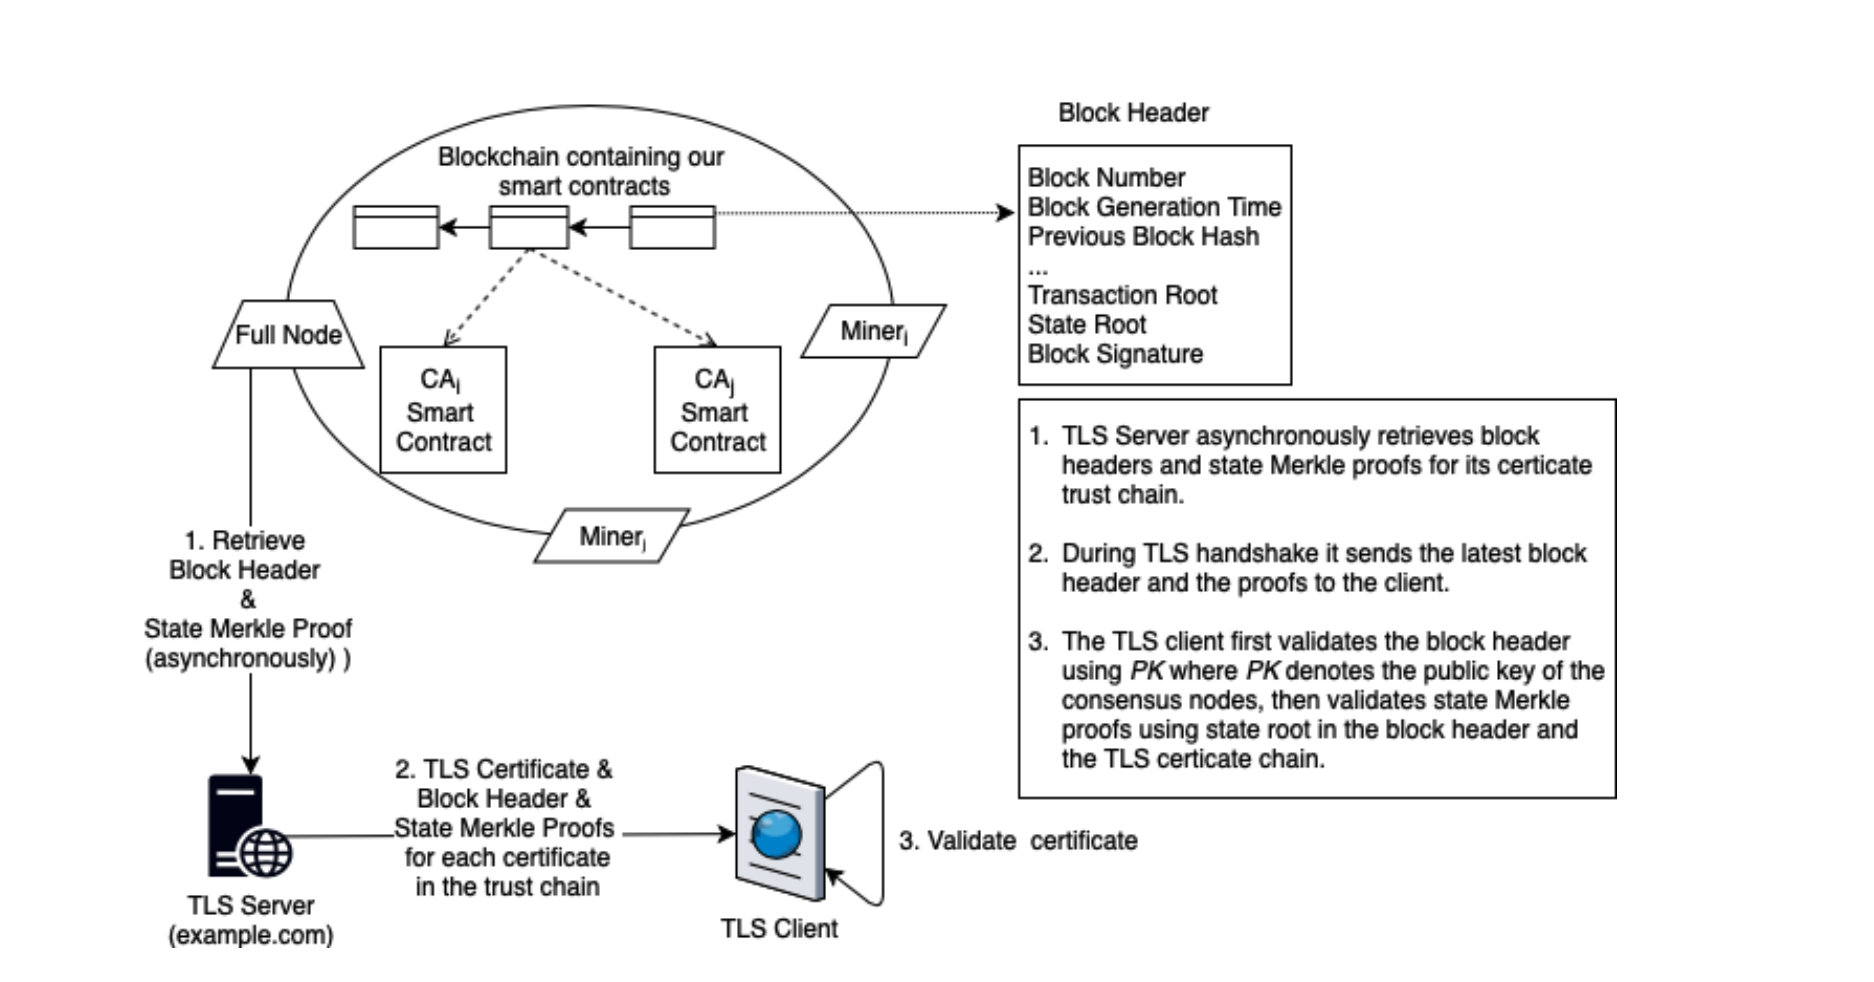 Blockchain containing our
smart contracts
Full Node
CAi
Smart
Contract
CAj
Smart
Contract
Mineri
Minerj
Block Header
Block Number
Block Generation Time
Previous Block Hash
...
Transaction Root
State Root
Block Signature
1. TLS Server asynchronously retrieves block
headers and state Merkle proofs for its certicate
trust chain.
2. During TLS handshake it sends the latest block
header and the proofs to the client.
3. The TLS client first validates the block header
using PK where PK denotes the public key of the
consensus nodes, then validates state Merkle
proofs using state root in the block header and
the TLS certicate chain.
1. Retrieve
Block Header
&
State Merkle Proof
(asynchronously) )
2. TLS Certificate &
Block Header &
State Merkle Proofs
for each certificate
in the trust chain
3. Validate certificate
TLS Server
(example.com)
TLS Client